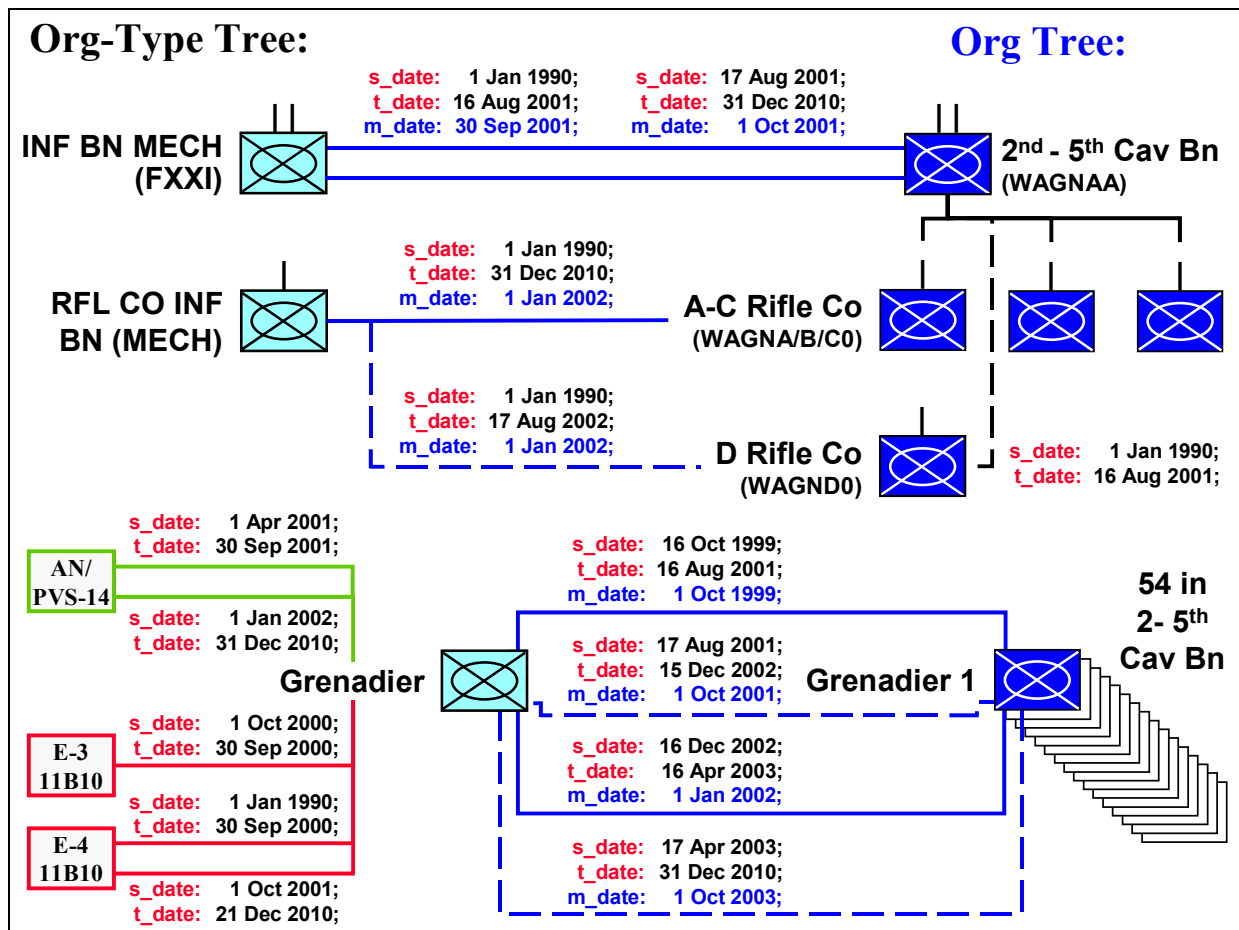 Org-Type Tree:
Org Tree:
s_date: 1 Jan 1990;
t_date: 16 Aug 2001;
m_date: 30 Sep 2001;
s_date: 17 Aug 2001;
t_date: 31 Dec 2010;
m_date: 1 Oct 2001;
INF BN MECH
(FXXI)
2nd - 5th Cav Bn
(WAGNAA)
s_date: 1 Jan 1990;
t_date: 31 Dec 2010;
m_date: 1 Jan 2002;
RFL CO INF
BN (MECH)
A-C Rifle Co
(WAGNA/B/C0)
s_date: 1 Jan 1990;
t_date: 17 Aug 2002;
m_date: 1 Jan 2002;
D Rifle Co
(WAGND0)
s_date: 1 Jan 1990;
t_date: 16 Aug 2001;
s_date: 1 Apr 2001;
t_date: 30 Sep 2001;
AN/
PVS-14
s_date: 1 Jan 2002;
t_date: 31 Dec 2010;
Grenadier
s_date: 1 Oct 2000;
t_date: 30 Sep 2000;
E-3
11B10
s_date: 1 Jan 1990;
t_date: 30 Sep 2000;
E-4
11B10
s_date: 1 Oct 2001;
t_date: 21 Dec 2010;
s_date: 16 Oct 1999;
t_date: 16 Aug 2001;
m_date: 1 Oct 1999;
s_date: 17 Aug 2001;
t_date: 15 Dec 2002;
m_date: 1 Oct 2001;
Grenadier 1
54 in
2- 5th
Cav Bn
s_date: 16 Dec 2002;
t_date: 16 Apr 2003;
m_date: 1 Jan 2002;
s_date: 17 Apr 2003;
t_date: 31 Dec 2010;
m_date: 1 Oct 2003;